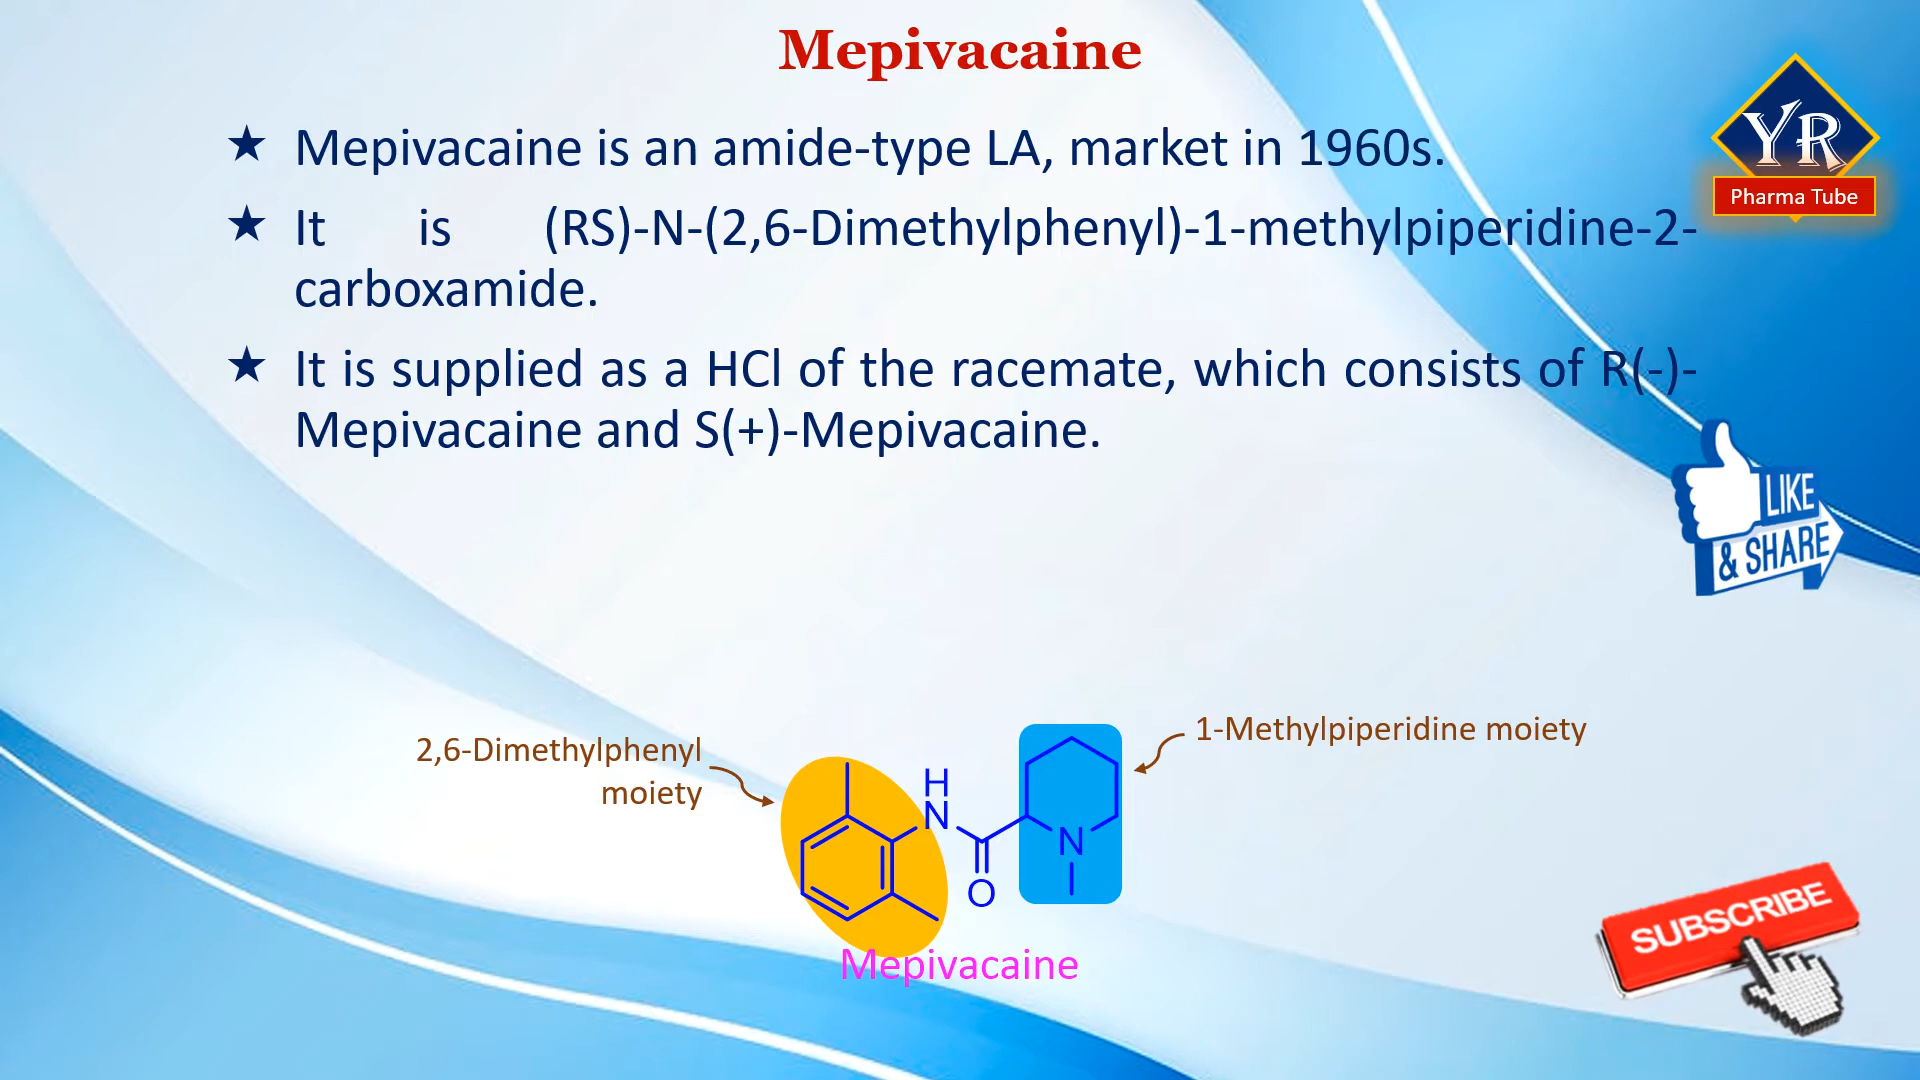 Mepivacaine
YR
Pharma Tube
★ Mepivacaine is an amide-type LA, market in 1960s.
★ It is (RS)-N-(2,6-Dimethylphenyl)-1-methylpiperidine-2-
carboxamide.
★ It is supplied as a HCl of the racemate, which consists of R(-)-
Mepivacaine and S(+)-Mepivacaine.
LIKE
& SHARE
2,6-Dimethylphenyl
moiety
1-Methylpiperidine moiety
H
N
O
N
Mepivacaine
SUBSCRIBE